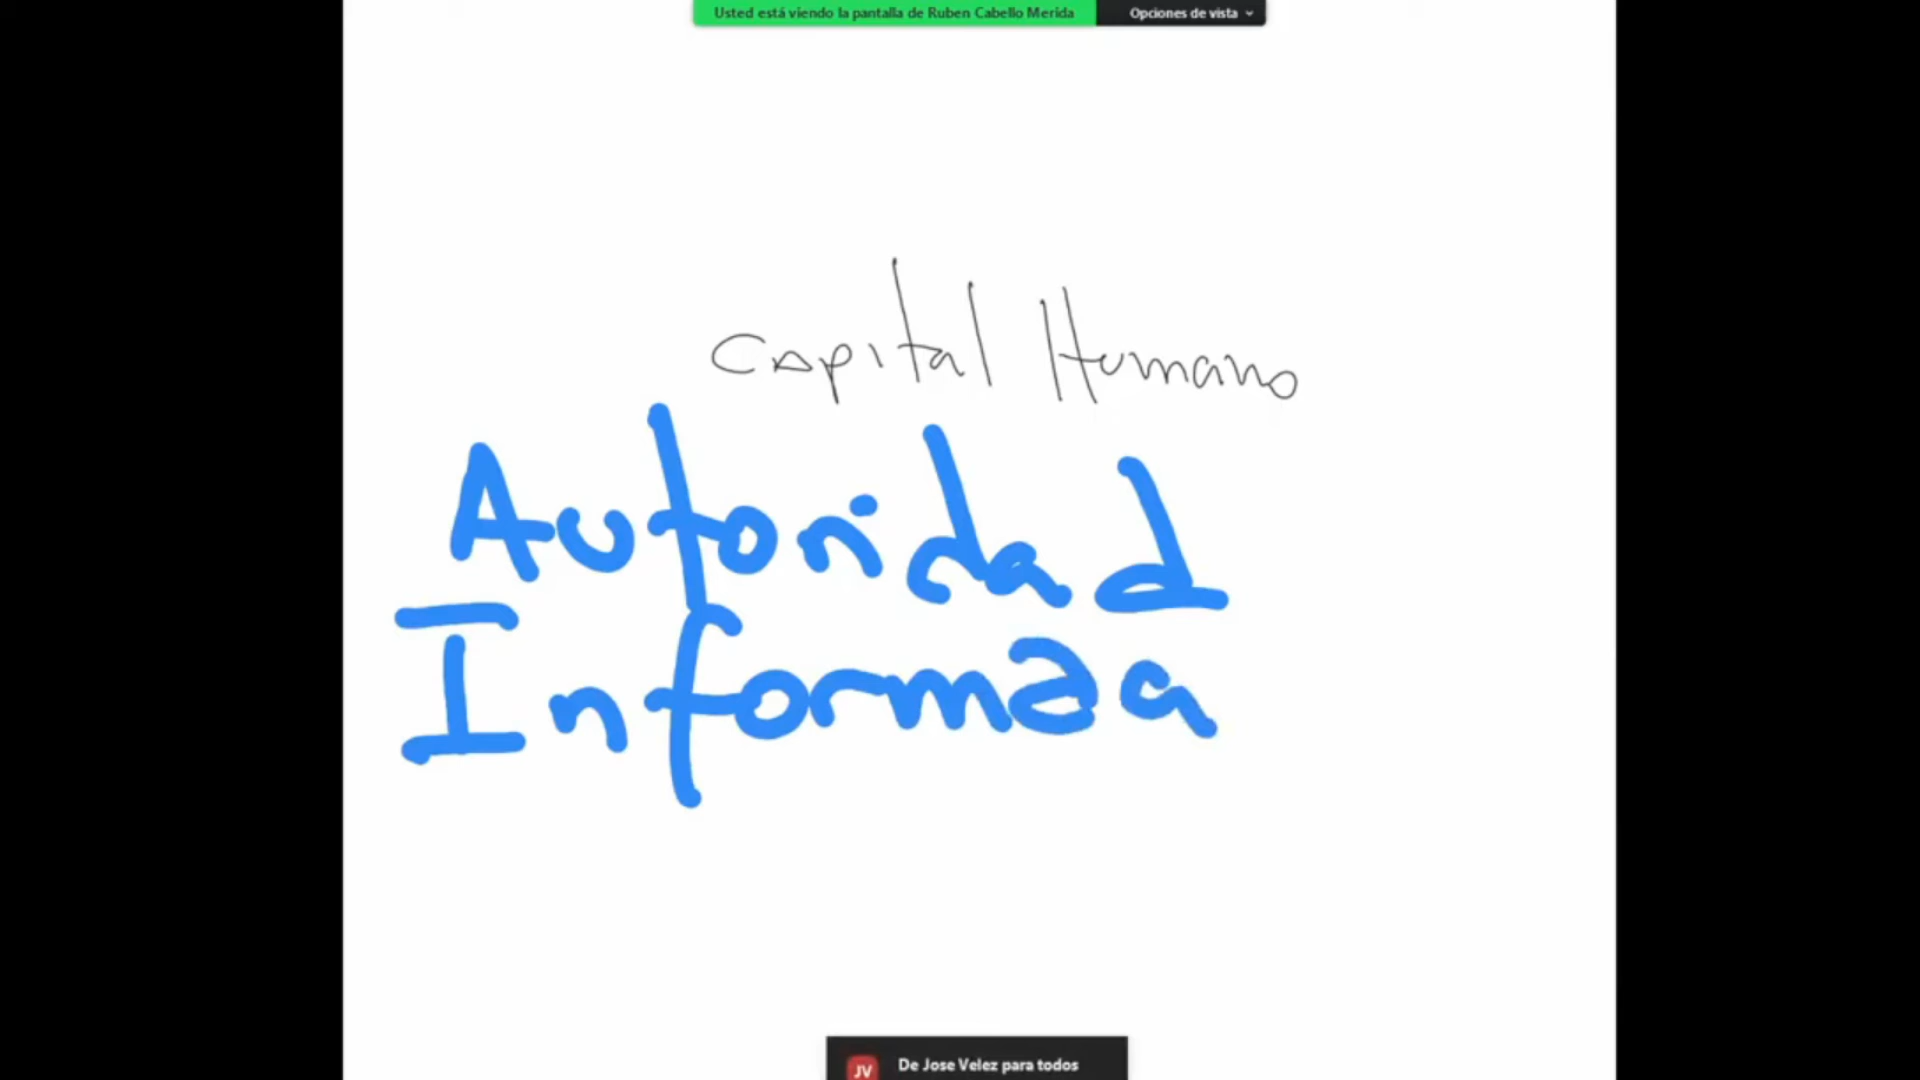 Usted está viendo la pantalla de Ruben Cabello Merida Opciones de vista
Capital Humano
Autoridad
Informaa
JV De Jose Velez para todos